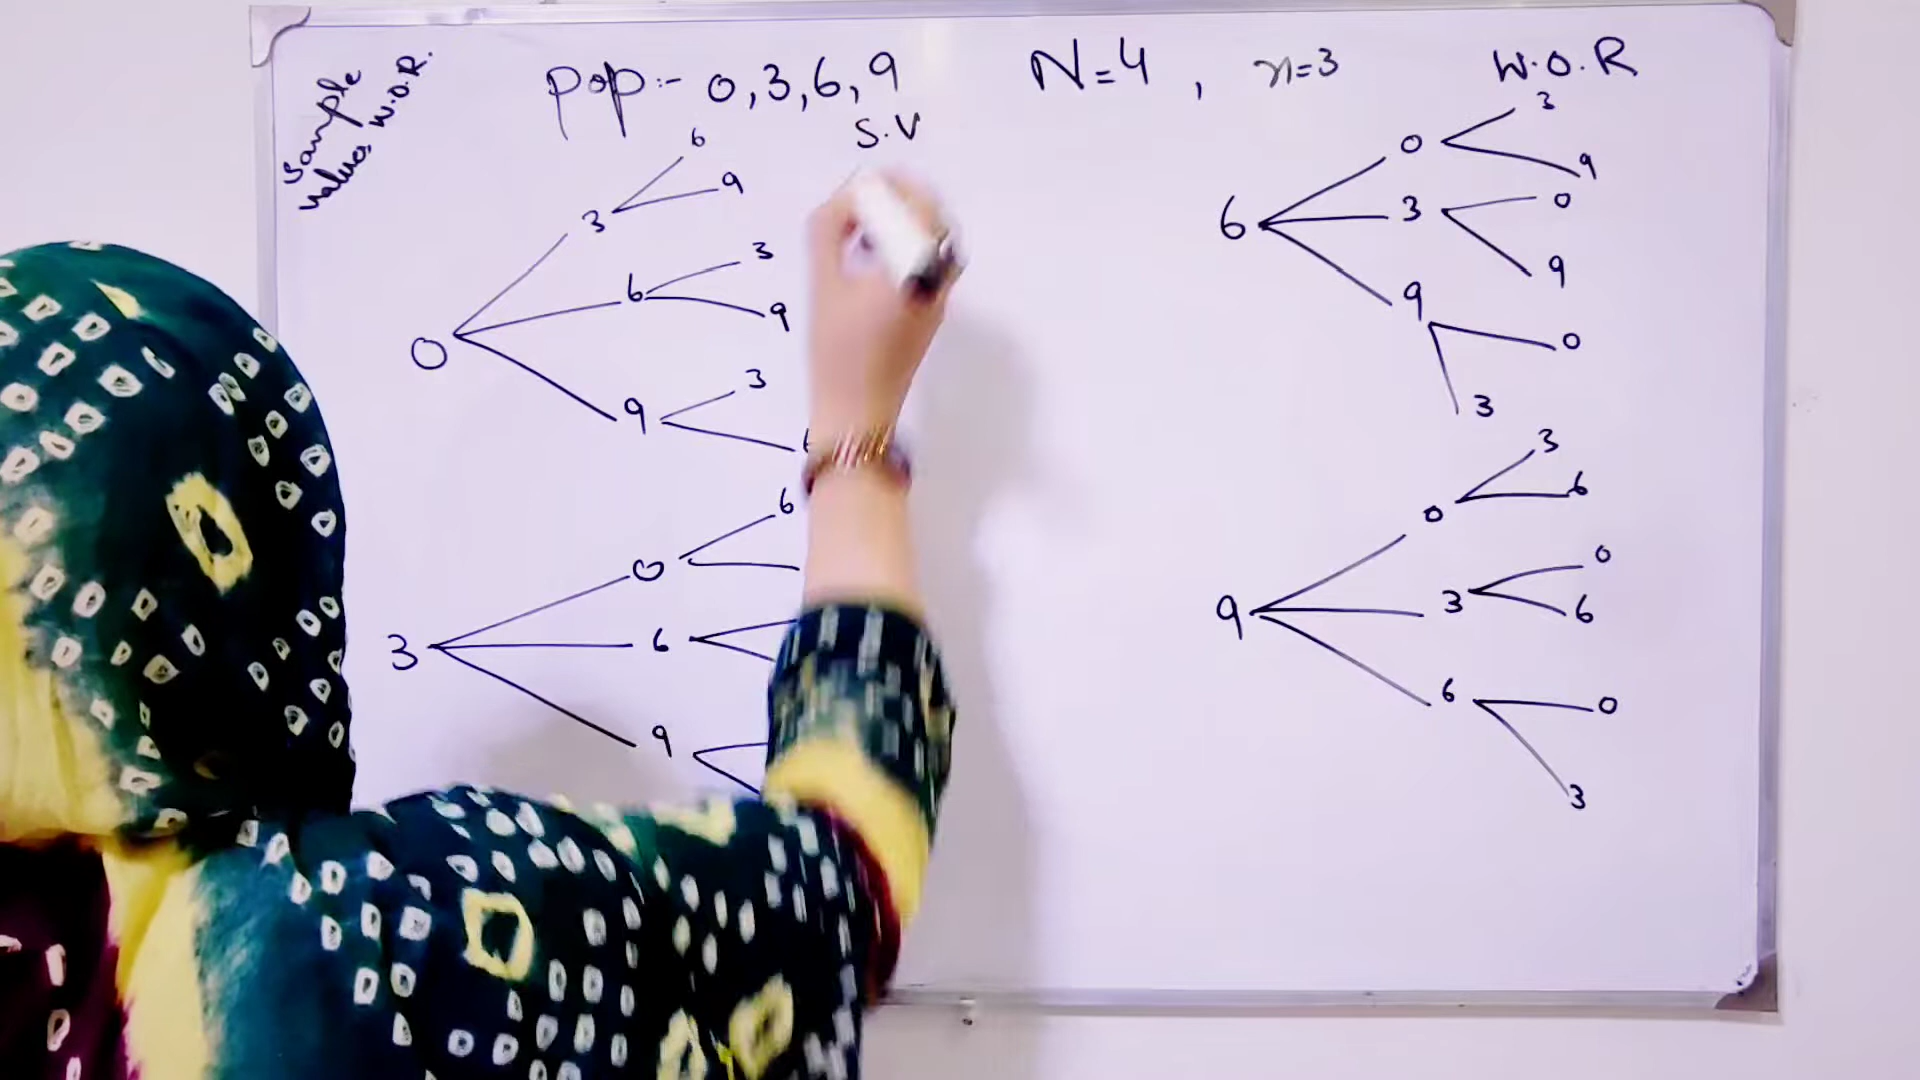 Sample
values W.O.R.
pop:- 0,3,6,9 N=4 , n=3 W.O.R
S.V
6
3 9
3
0 6 9
3
9
6
0
3 6
9
3
0 9
0
6 3 9
0
9 3
3
0 6
0
9 3 6
6 0
3